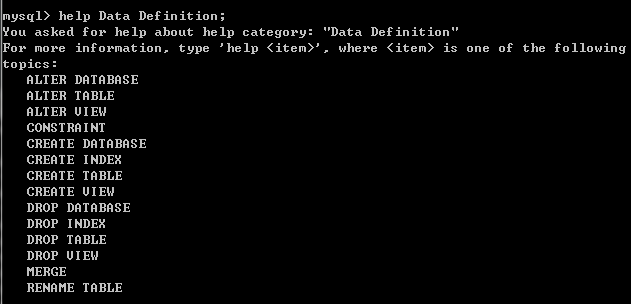 mysql> help Data Definition;
You asked for help about help category: "Data Definition"
For more information, type 'help <item>', where <item> is one of the following
topics:
   ALTER DATABASE
   ALTER TABLE
   ALTER VIEW
   CONSTRAINT
   CREATE DATABASE
   CREATE INDEX
   CREATE TABLE
   CREATE VIEW
   DROP DATABASE
   DROP INDEX
   DROP TABLE
   DROP VIEW
   MERGE
   RENAME TABLE